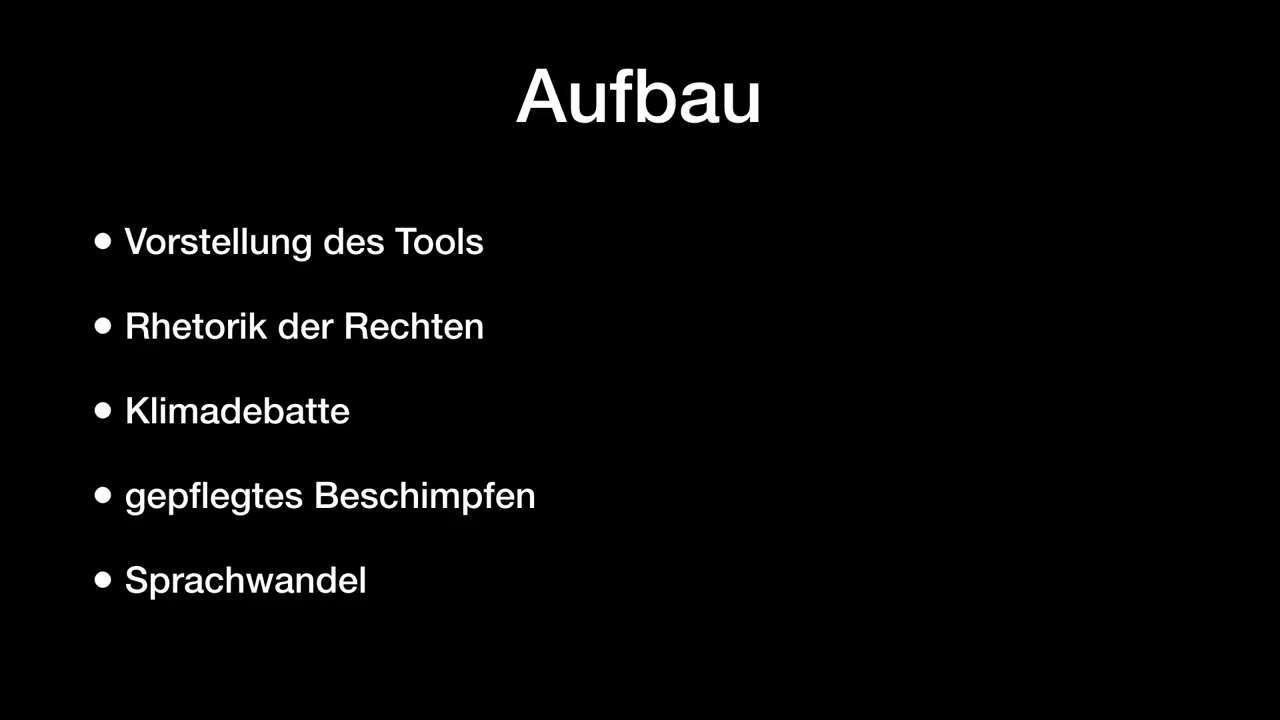 Aufbau
• Vorstellung des Tools
• Rhetorik der Rechten
• Klimadebatte
• gepflegtes Beschimpfen
• Sprachwandel